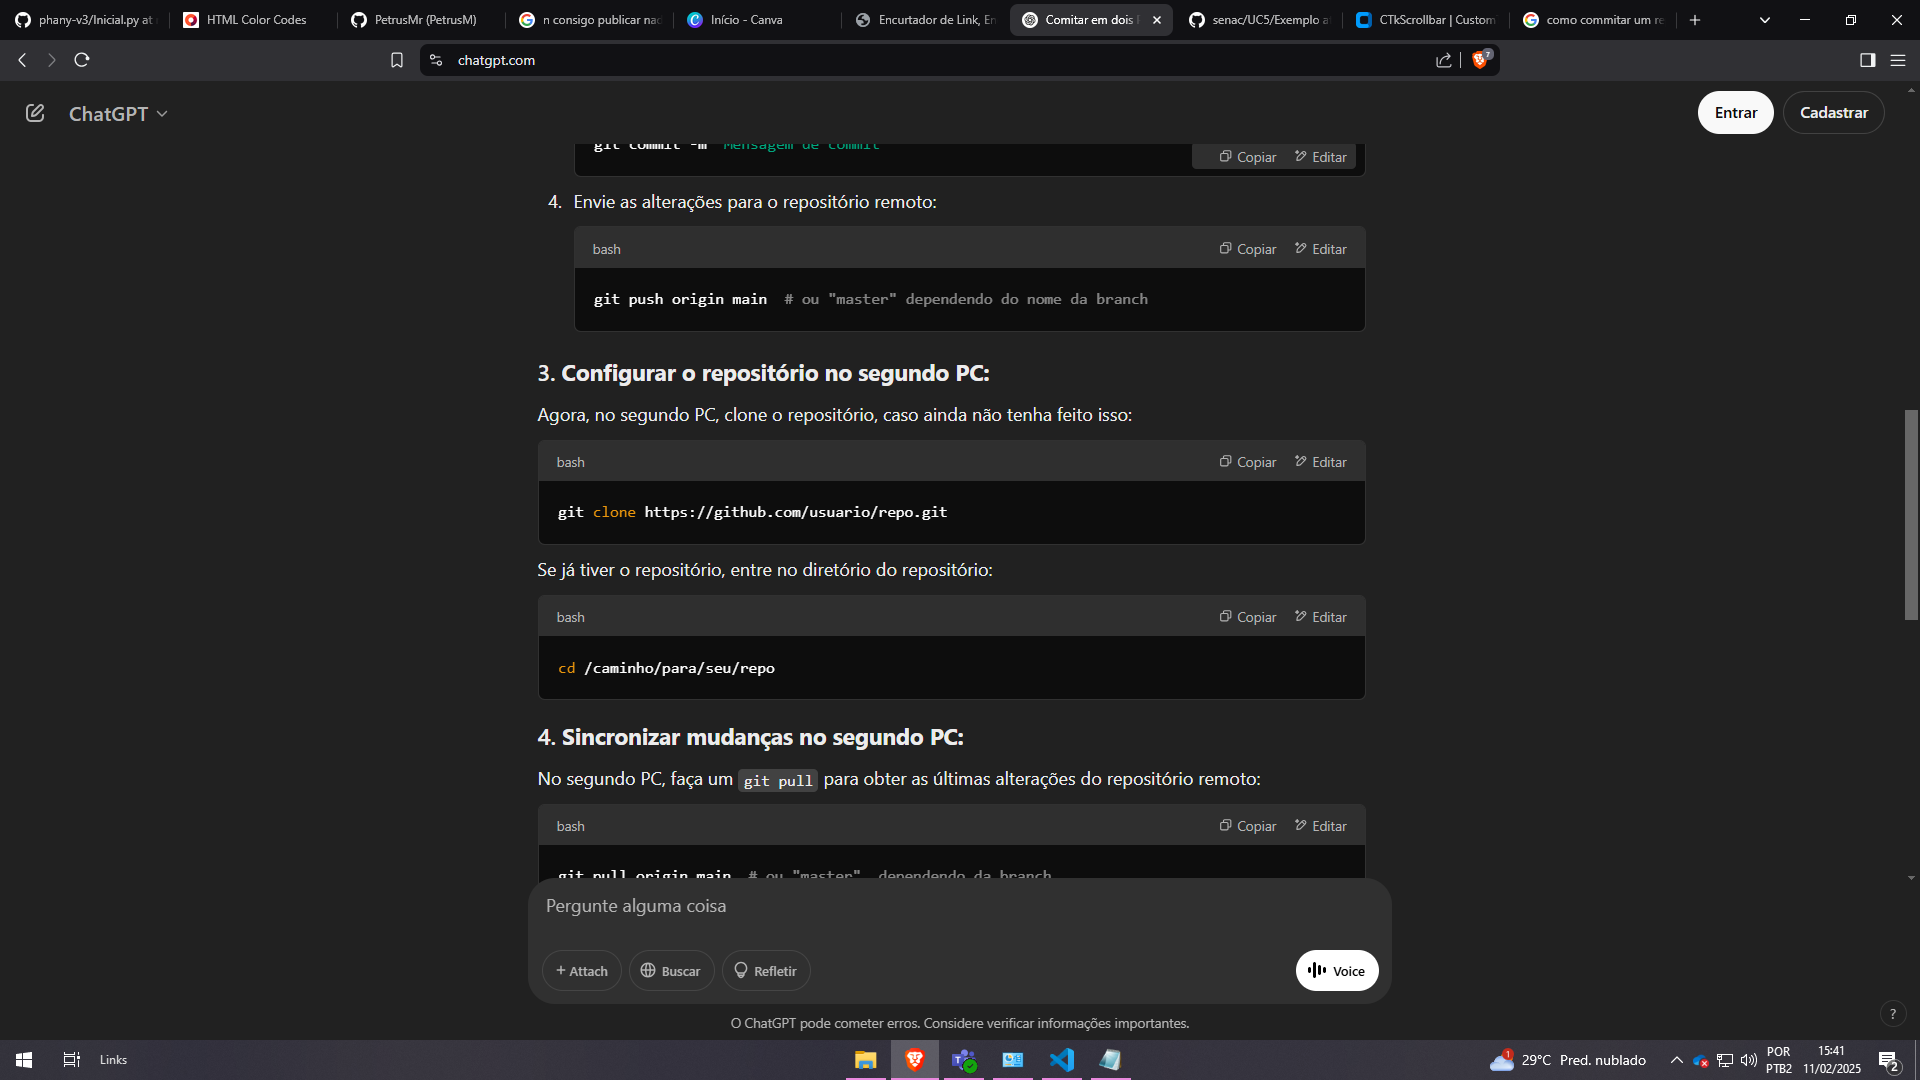 phany-v3/Inicial.py at
HTML Color Codes
PetrusMr (PetrusM)
n consigo publicar nad
Início - Canva
Encurtador de Link, En
Comitar em dois
senac/UC5/Exemplo a
CTkScrollbar | Custom
como commitar um re
chatgpt.com
7
ChatGPT
Entrar
Cadastrar
git commit -m "Mensagem de commit"
Copiar
Editar
4. Envie as alterações para o repositório remoto:
bash
Copiar
Editar
git push origin main  # ou "master" dependendo do nome da branch
3. Configurar o repositório no segundo PC:
Agora, no segundo PC, clone o repositório, caso ainda não tenha feito isso:
bash
Copiar
Editar
git clone https://github.com/usuario/repo.git
Se já tiver o repositório, entre no diretório do repositório:
bash
Copiar
Editar
cd /caminho/para/seu/repo
4. Sincronizar mudanças no segundo PC:
No segundo PC, faça um git pull para obter as últimas alterações do repositório remoto:
bash
Copiar
Editar
git pull origin main  # ou "master"  dependendo da branch
Pergunte alguma coisa
+ Attach
Buscar
Refletir
Voice
O ChatGPT pode cometer erros. Considere verificar informações importantes.
?
Links
1
29°C Pred. nublado
POR
PTB2
15:41
11/02/2025
2